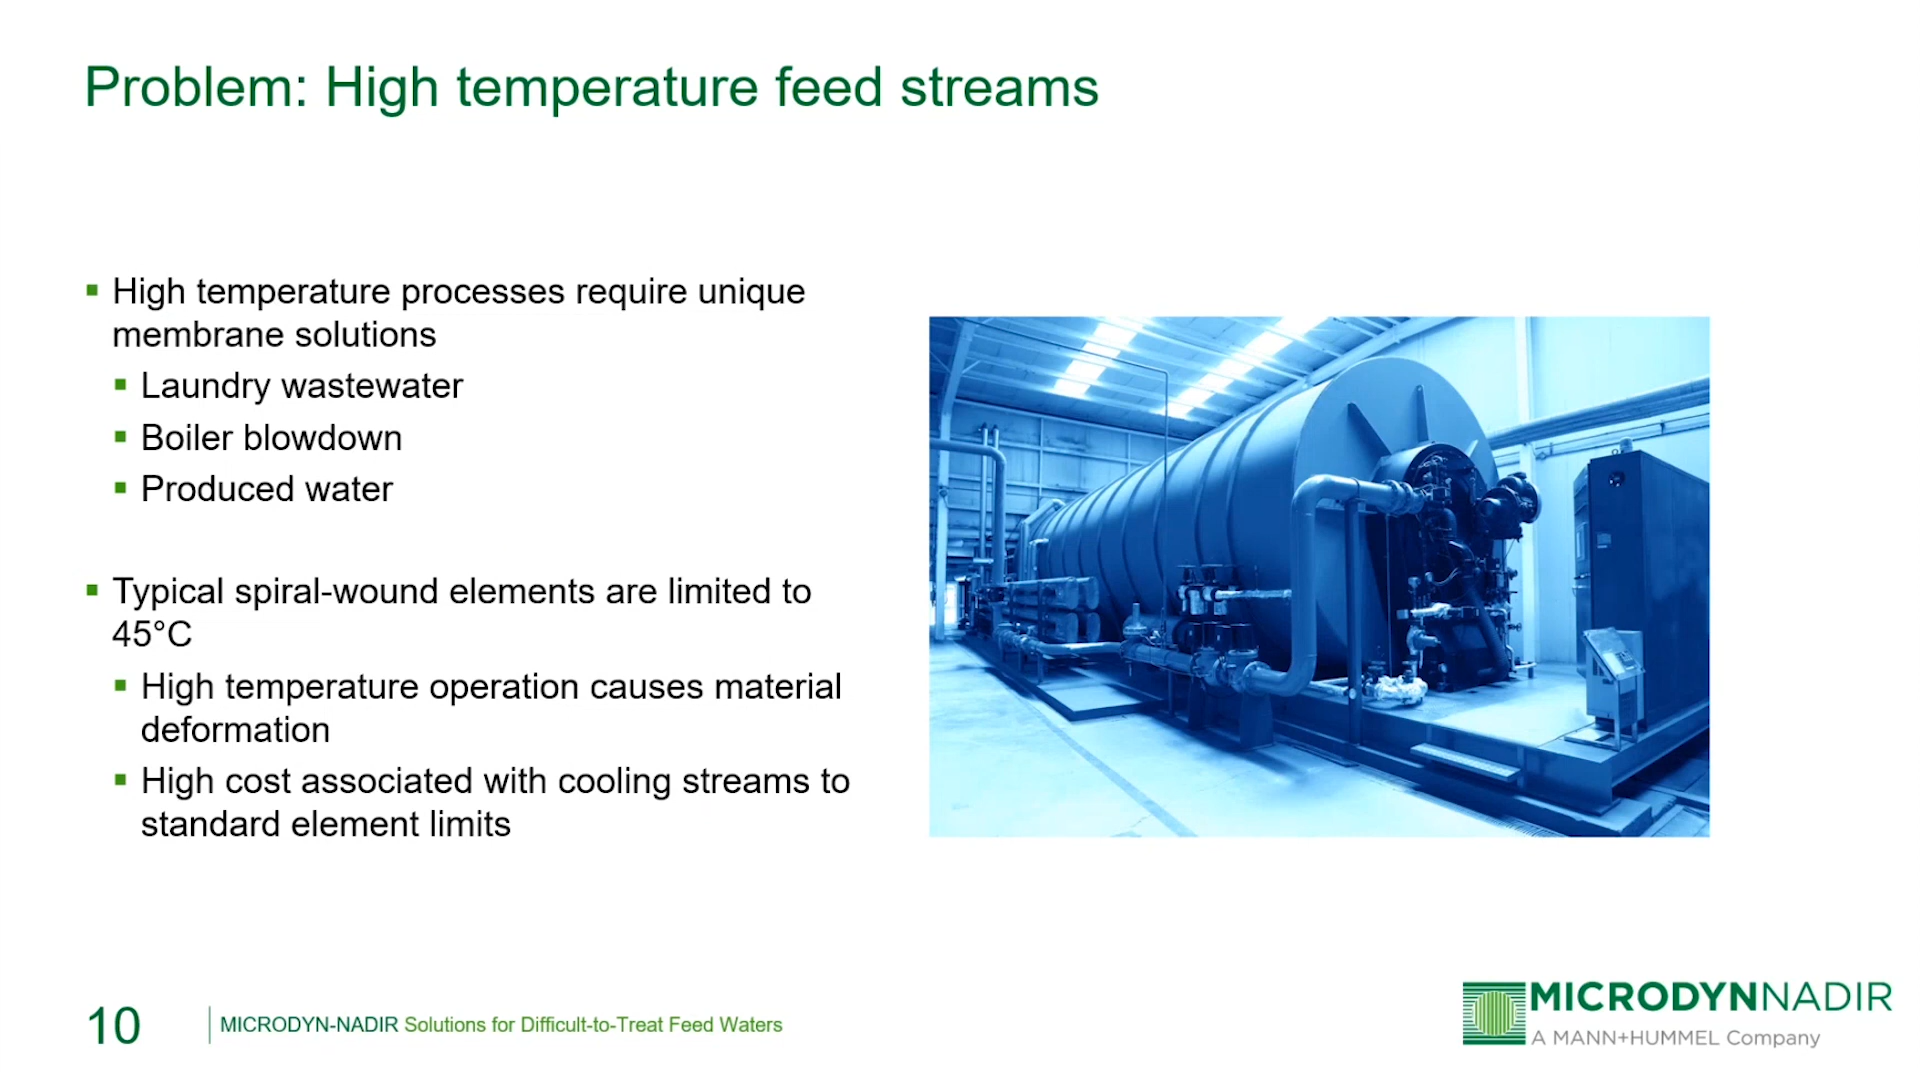 Problem: High temperature feed streams
▪ High temperature processes require unique
membrane solutions
▪ Laundry wastewater
▪ Boiler blowdown
▪ Produced water
▪ Typical spiral-wound elements are limited to
45°C
▪ High temperature operation causes material
deformation
▪ High cost associated with cooling streams to
standard element limits
10
MICRODYN-NADIR Solutions for Difficult-to-Treat Feed Waters
MICRODYNNADIR
A MANN+HUMMEL Company